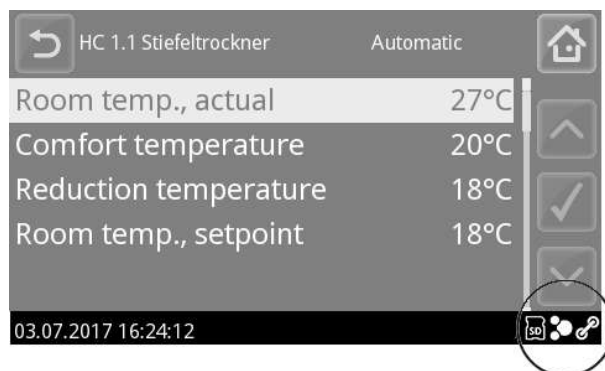 HC 1.1 Stiefeltrockner Automatic
Room temp., actual 27°C
Comfort temperature 20°C
Reduction temperature 18°C
Room temp., setpoint 18°C
03.07.2017 16:24:12 SD